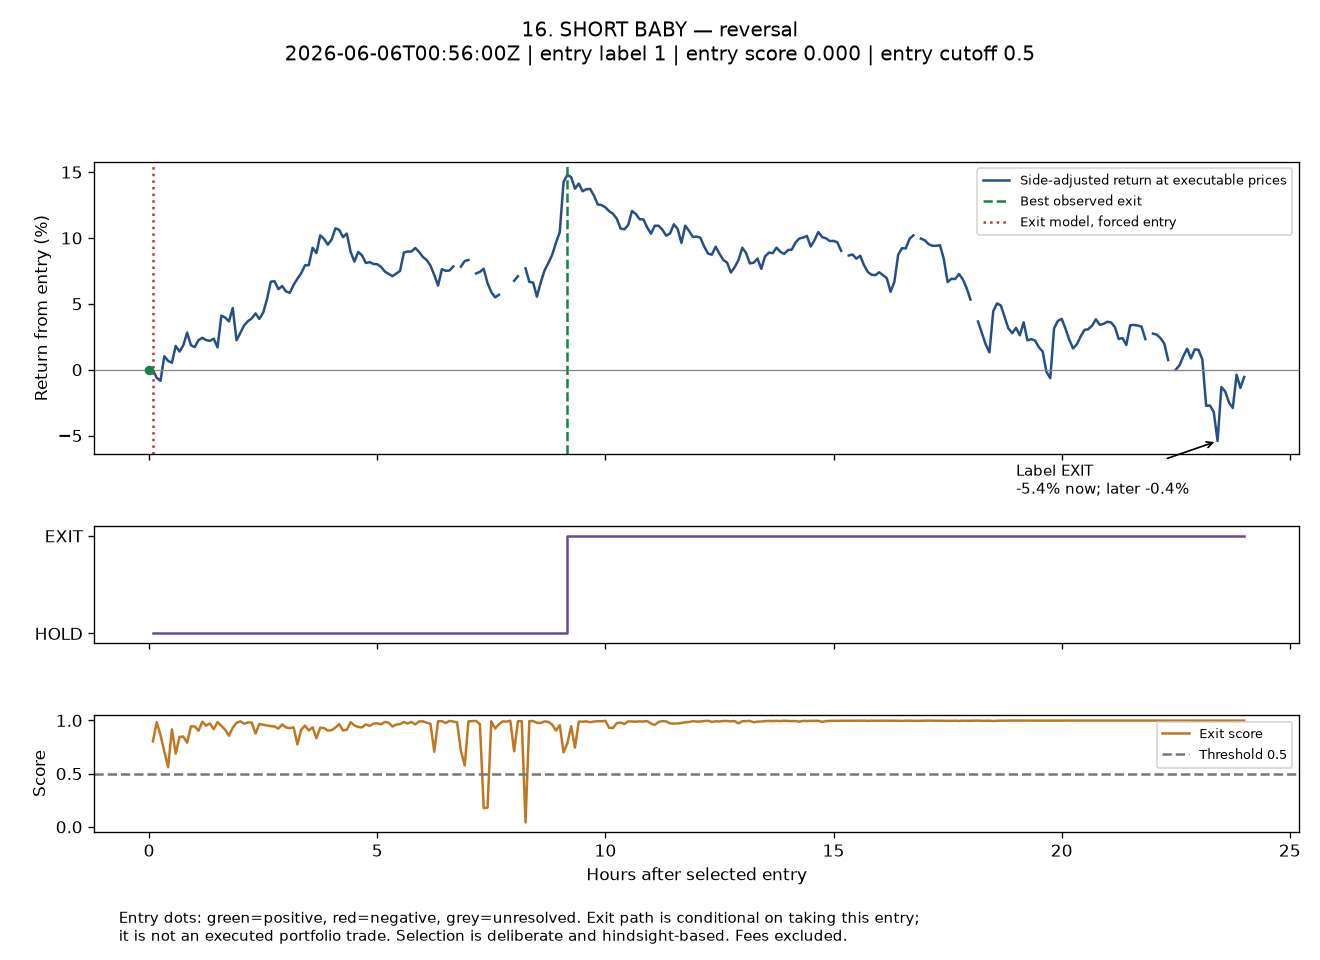 16. SHORT BABY — reversal
2026-06-06T00:56:00Z | entry label 1 | entry score 0.000 | entry cutoff 0.5
Return from entry (%)
15
10
5
0
−5
Side-adjusted return at executable prices
Best observed exit
Exit model, forced entry
Label EXIT
-5.4% now; later -0.4%
EXIT
HOLD
Score
1.0
0.5
0.0
Exit score
Threshold 0.5
0 5 10 15 20 25
Hours after selected entry
Entry dots: green=positive, red=negative, grey=unresolved. Exit path is conditional on taking this entry;
it is not an executed portfolio trade. Selection is deliberate and hindsight-based. Fees excluded.